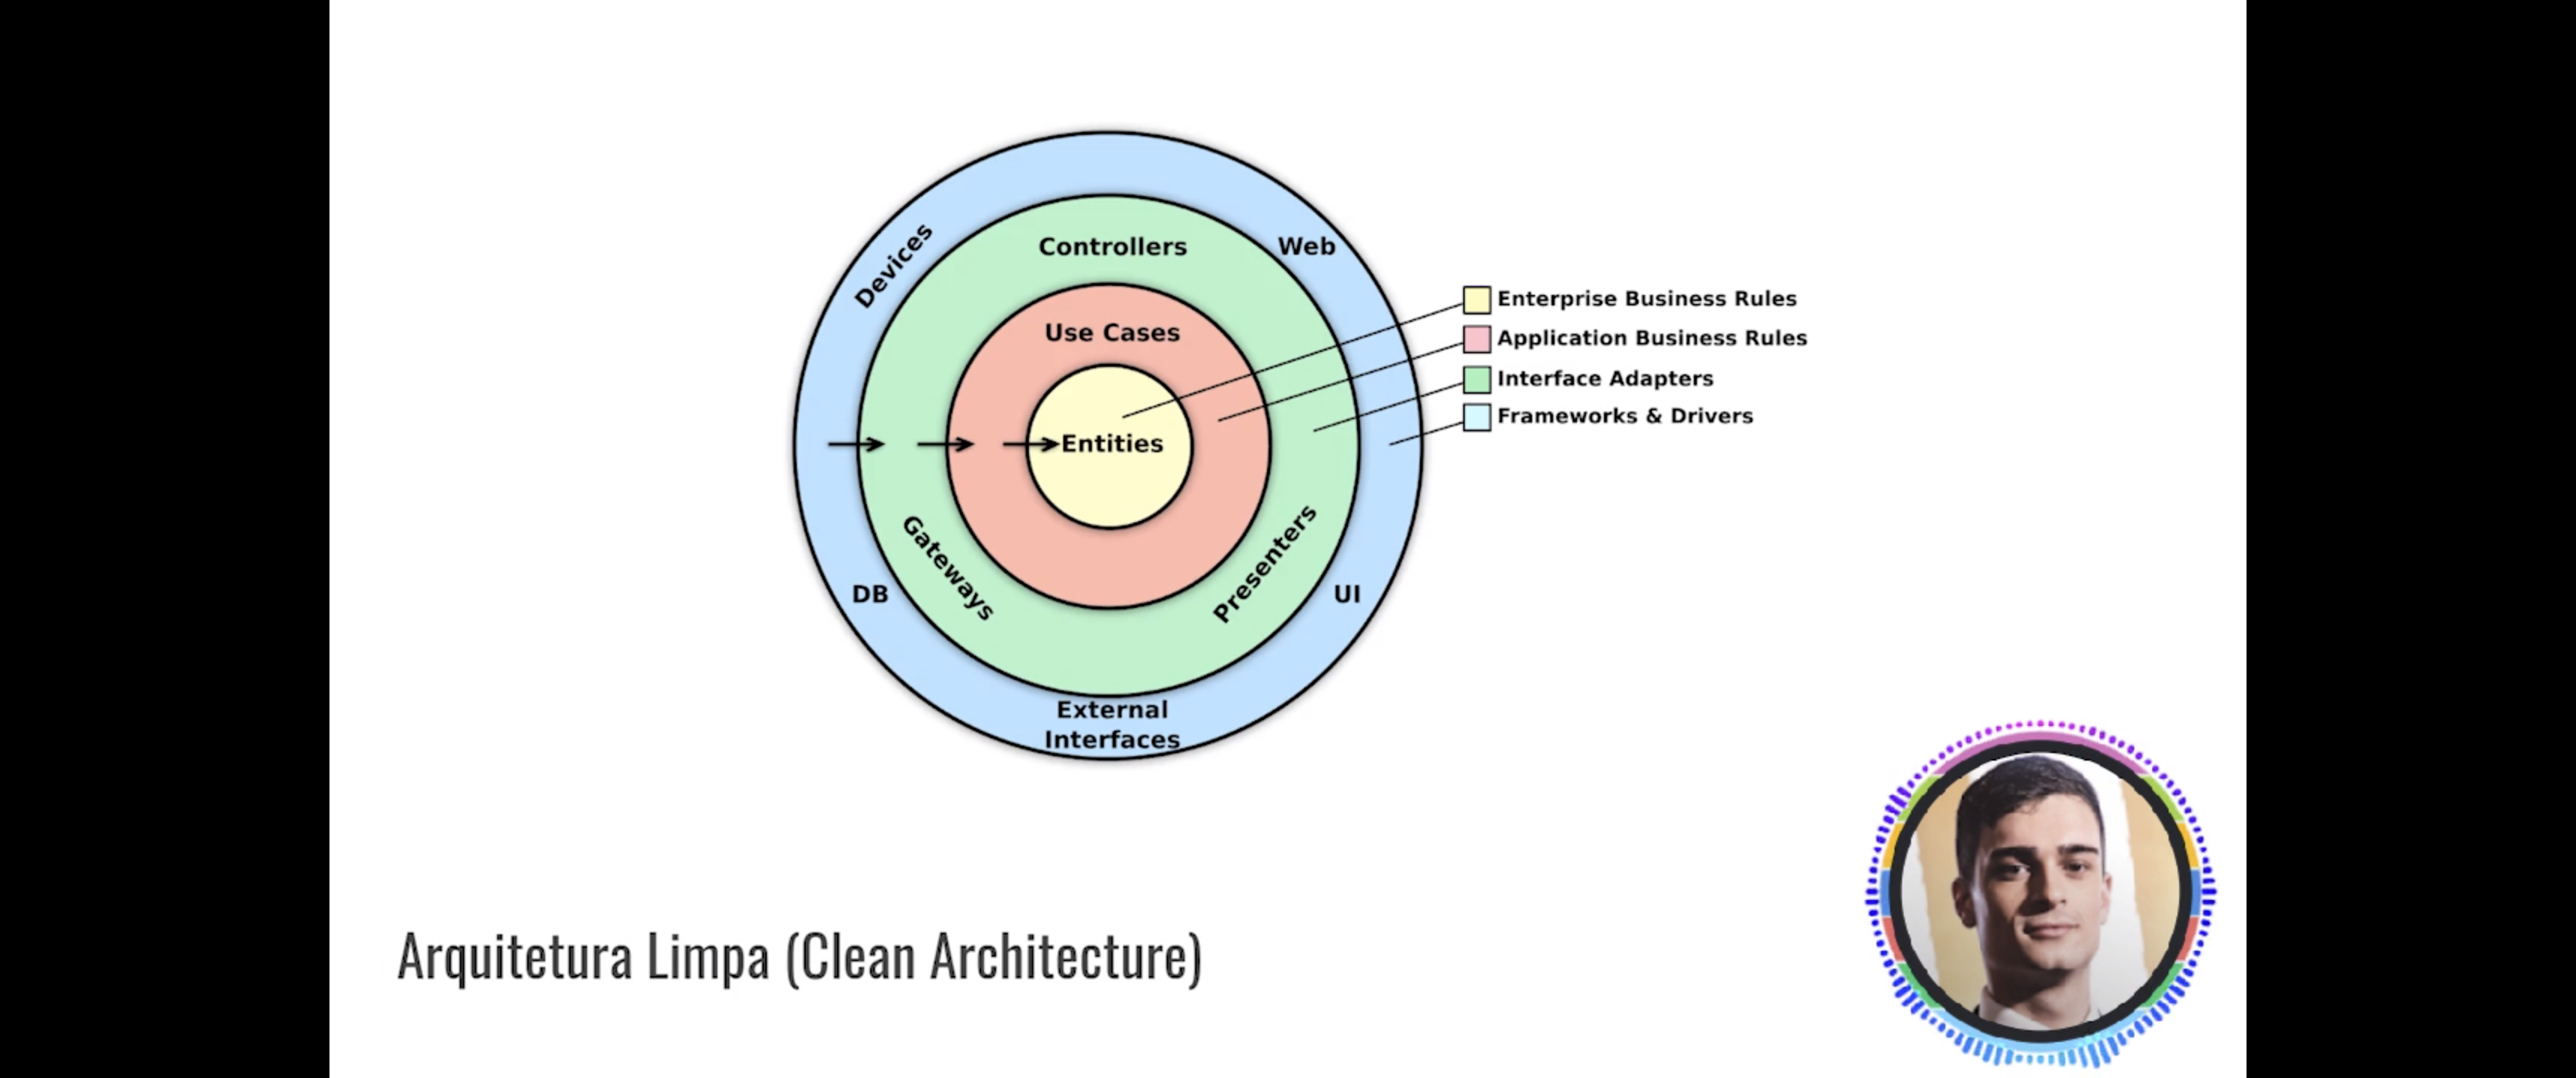 Devices
Controllers
Web
Use Cases
Entities
Gateways
Presenters
DB
UI
External
Interfaces
Enterprise Business Rules
Application Business Rules
Interface Adapters
Frameworks & Drivers
Arquitetura Limpa (Clean Architecture)